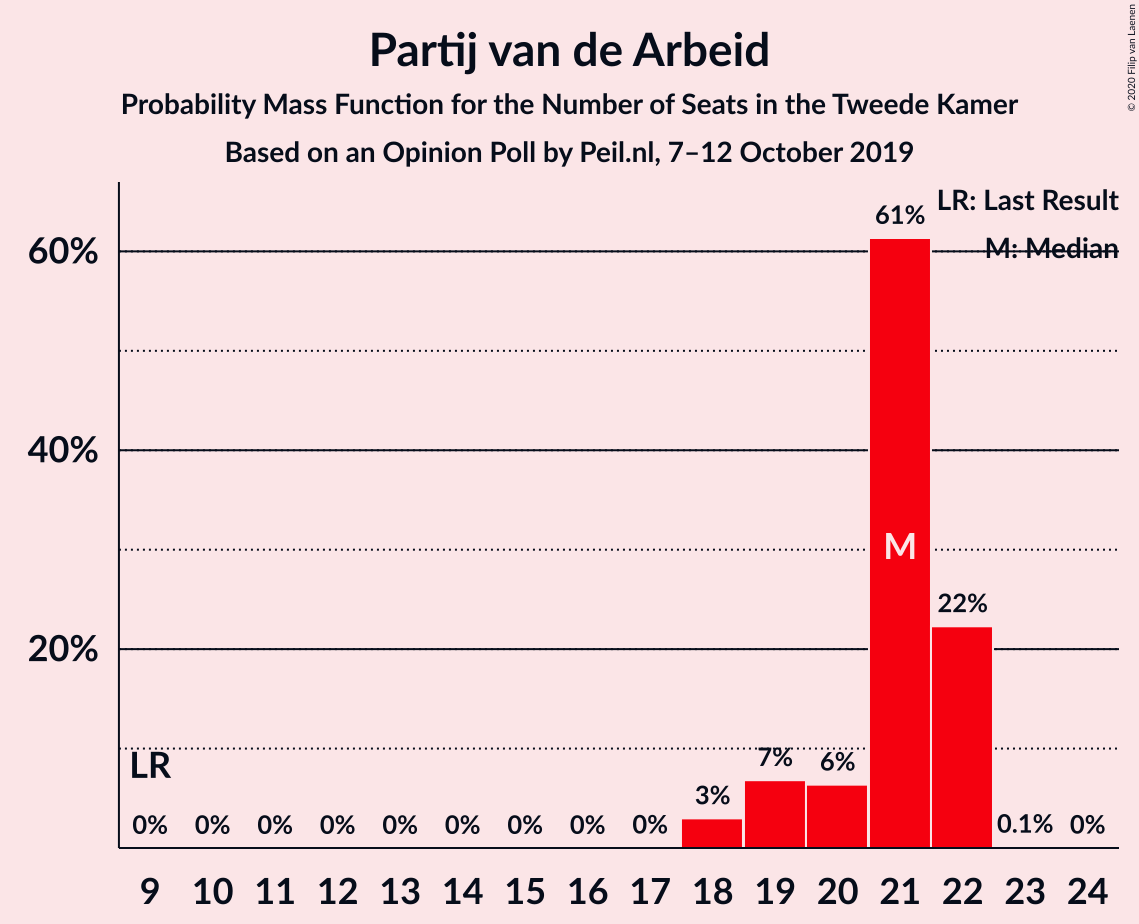 Partij van de Arbeid
Probability Mass Function for the Number of Seats in the Tweede Kamer
Based on an Opinion Poll by Peil.nl, 7–12 October 2019
© 2020 Filip van Laenen
LR: Last Result
M: Median
60%
40%
20%
61%
M
22%
LR
7%
6%
3%
0% 0% 0% 0% 0% 0% 0% 0% 0% 0.1% 0%
9 10 11 12 13 14 15 16 17 18 19 20 21 22 23 24